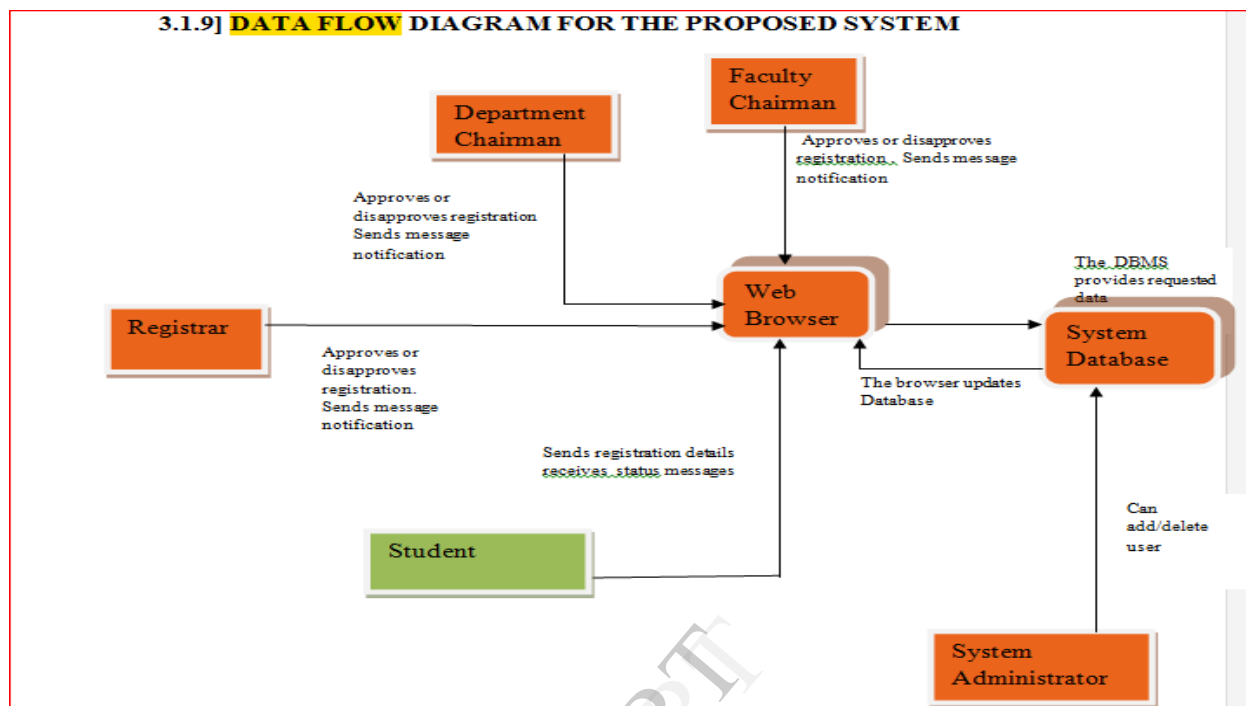 3.1.9] DATA FLOW DIAGRAM FOR THE PROPOSED SYSTEM
Faculty
Chairman
Department
Chairman
Approves or disapproves
registration. Sends message
notification
Approves or
disapproves registration
Sends message
notification
The DBMS
provides requested
data
Web
Browser
Registrar
System
Database
Approves or
disapproves
registration.
Sends message
notification
The browser updates
Database
Sends registration details
receives status messages
Can
add/delete
user
Student
System
Administrator